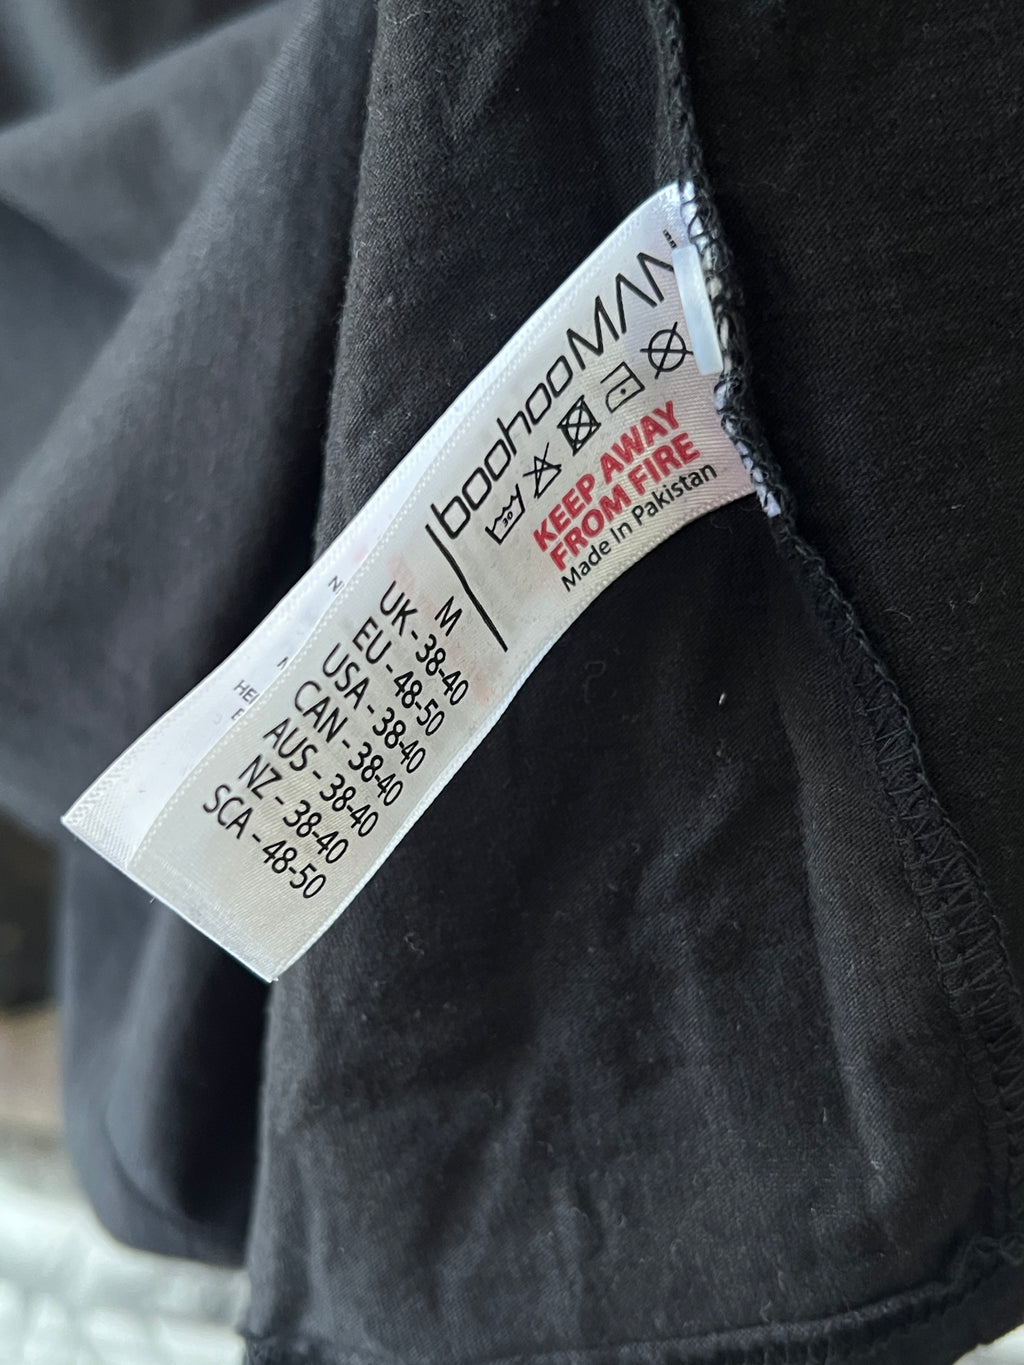 boohooMAN
30
KEEP AWAY
FROM FIRE
Made In Pakistan
M
UK - 38-40
EU - 48-50
USA - 38-40
CAN - 38-40
AUS - 38-40
NZ - 38-40
SCA - 48-50